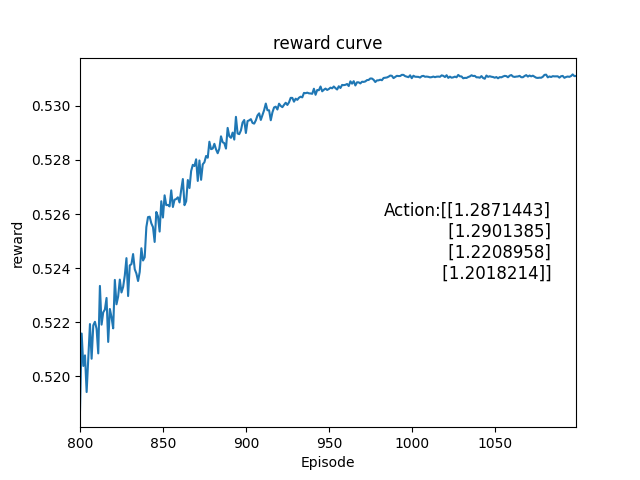 reward curve
reward
0.530
0.528
0.526
0.524
0.522
0.520
Action:[[1.2871443]
[1.2901385]
[1.2208958]
[1.2018214]]
800 850 900 950 1000 1050
Episode